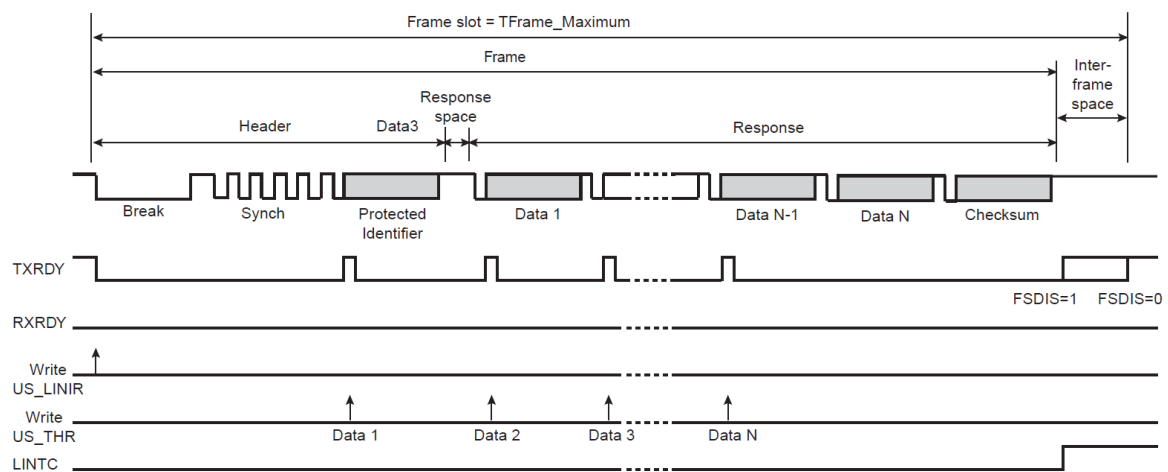 Frame slot = TFrame_Maximum
Frame
Inter-
frame
space
Response
space
Header
Data3
Response
Break
Synch
Protected
Identifier
Data 1
Data N-1
Data N
Checksum
TXRDY
FSDIS=1
FSDIS=0
RXRDY
Write
US_LINIR
Write
US_THR
Data 1
Data 2
Data 3
Data N
LINTC